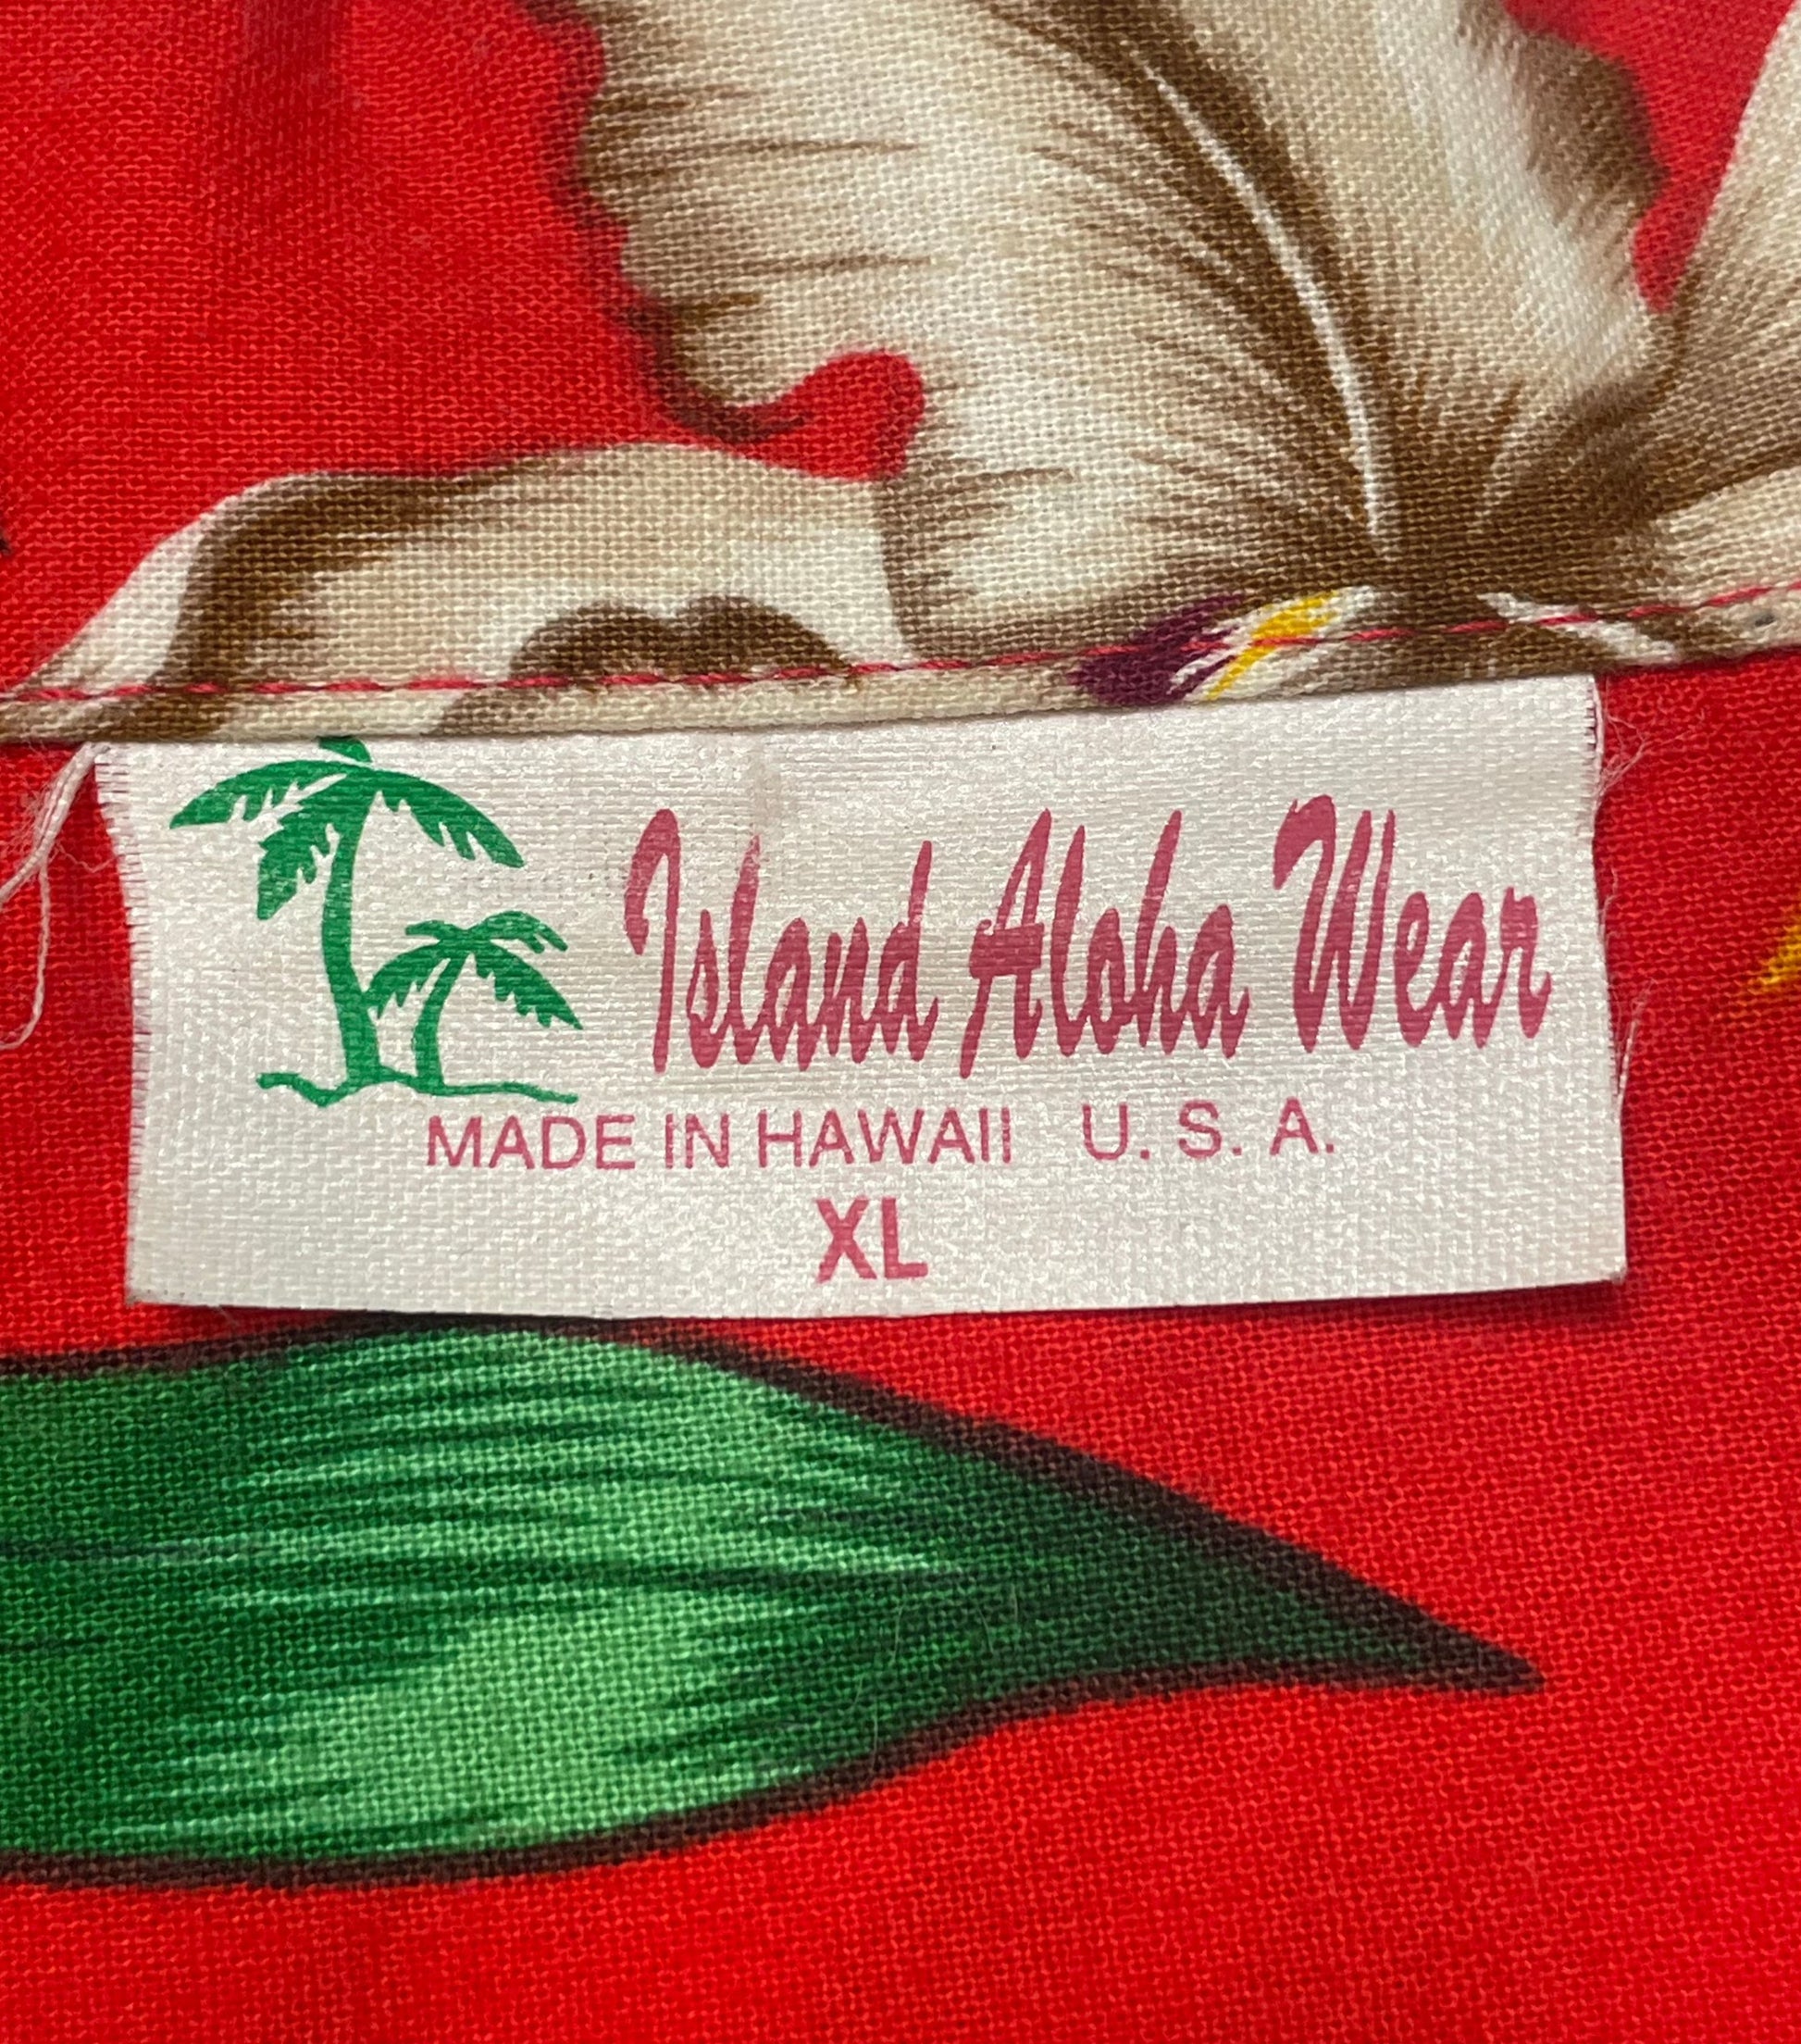 Island Aloha Wear
MADE IN HAWAII U. S. A.
XL